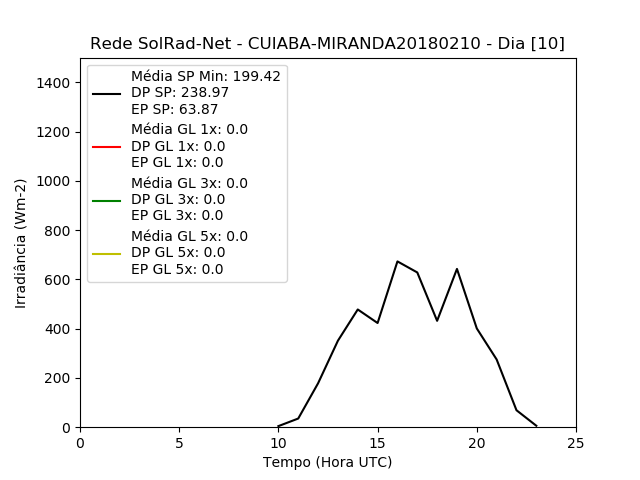 Rede SolRad-Net - CUIABA-MIRANDA20180210 - Dia [10]
Média SP Min: 199.42
DP SP: 238.97
EP SP: 63.87
Média GL 1x: 0.0
DP GL 1x: 0.0
EP GL 1x: 0.0
Média GL 3x: 0.0
DP GL 3x: 0.0
EP GL 3x: 0.0
Média GL 5x: 0.0
DP GL 5x: 0.0
EP GL 5x: 0.0
Irradiância (Wm-2)
1400
1200
1000
800
600
400
200
0
0 5 10 15 20 25
Tempo (Hora UTC)